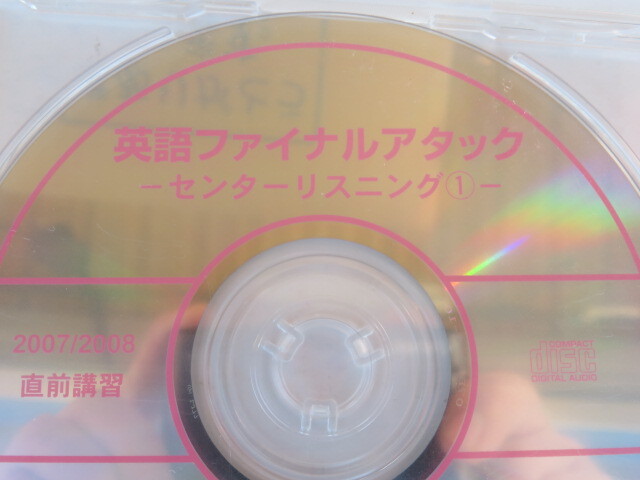 英語ファイナルアタック
－センターリスニング①－
2007/2008
直前講習
COMPACT
disc
DIGITAL AUDIO